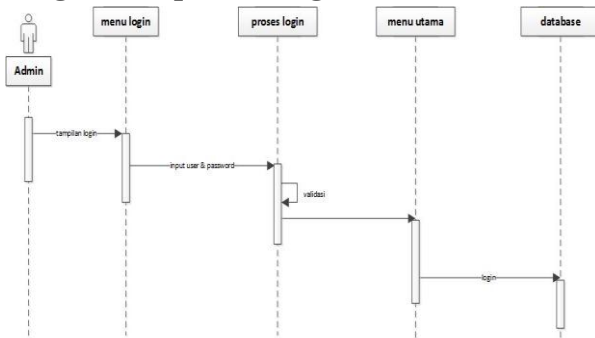 menu login
proses login
menu utama
database
Admin
tampilan login
input user & password
validasi
login